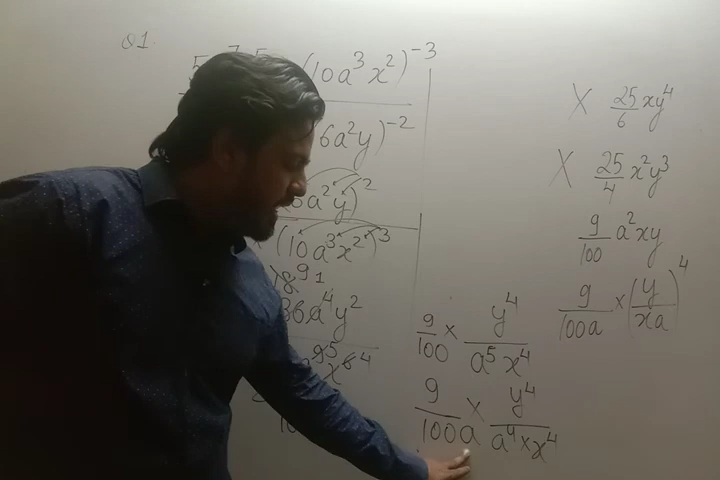 Q1.
(10a³x²)⁻³
6a²y)⁻²
a²y)²
(10a³x²)³
36a⁴y²
9/100 × y⁴/a⁵x⁴
9/100a × y⁴/a⁴×x⁴
X 25/6 xy⁴
X 25/4 x²y³
9/100 a²xy
9/100a × (y/xa)⁴